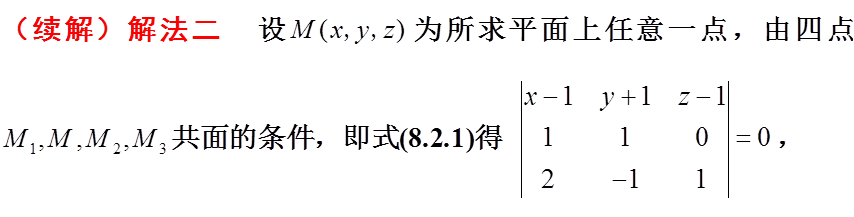 （续解）解法二 设M(x,y,z)为所求平面上任意一点，由四点
M₁,M,M₂,M₃共面的条件，即式(8.2.1)得 |x−1 y+1 z−1| =0，
|1 1 0|
|2 −1 1|